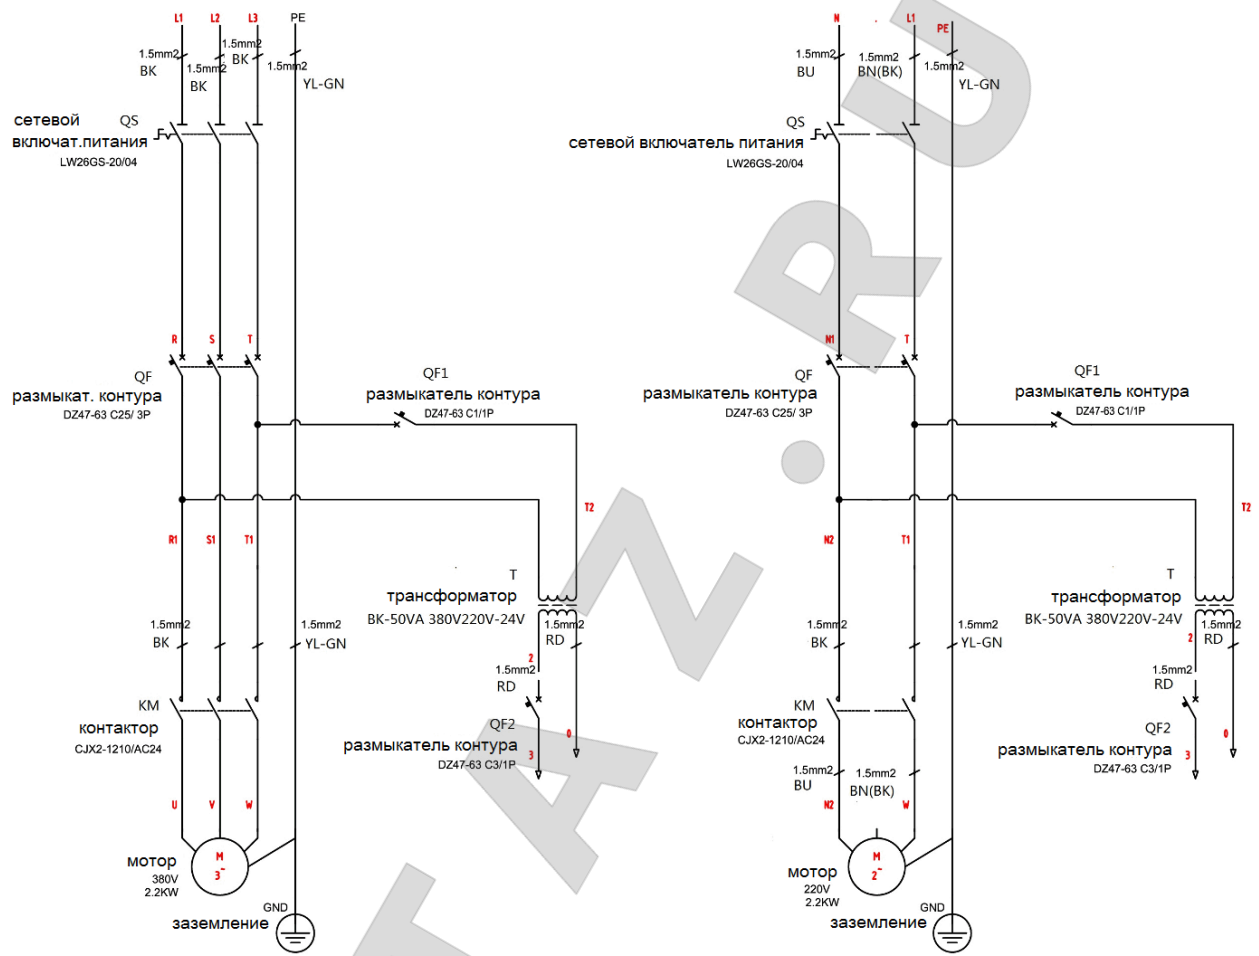 L1 L2 L3 PE
1.5mm2
BK
1.5mm2
BK
1.5mm2
BK
1.5mm2
YL-GN
QS
сетевой
включат.питания
LW26GS-20/04
R S T
QF
размыкат. контура
DZ47-63 C25/ 3P
QF1
размыкатель контура
DZ47-63 C1/1P
T2
R1 S1 T1
T
трансформатор
BK-50VA 380V220V-24V
1.5mm2
BK
1.5mm2
YL-GN
1.5mm2
RD
2
1.5mm2
RD
KM
контактор
CJX2-1210/AC24
QF2
размыкатель контура
DZ47-63 C3/1P
3
0
U V W
M
3~
мотор
380V
2.2KW
GND
заземление
N L1 PE
1.5mm2
BU
1.5mm2
BN(BK)
1.5mm2
YL-GN
QS
сетевой включатель питания
LW26GS-20/04
N1 T
QF
размыкатель контура
DZ47-63 C25/ 3P
QF1
размыкатель контура
DZ47-63 C1/1P
T2
N2 T1
T
трансформатор
BK-50VA 380V220V-24V
1.5mm2
BK
1.5mm2
YL-GN
1.5mm2
RD
2
1.5mm2
RD
KM
контактор
CJX2-1210/AC24
QF2
размыкатель контура
DZ47-63 C3/1P
3
0
1.5mm2
BU
1.5mm2
BN(BK)
N2 W
M
2~
мотор
220V
2.2KW
GND
заземление
TAZ.RU